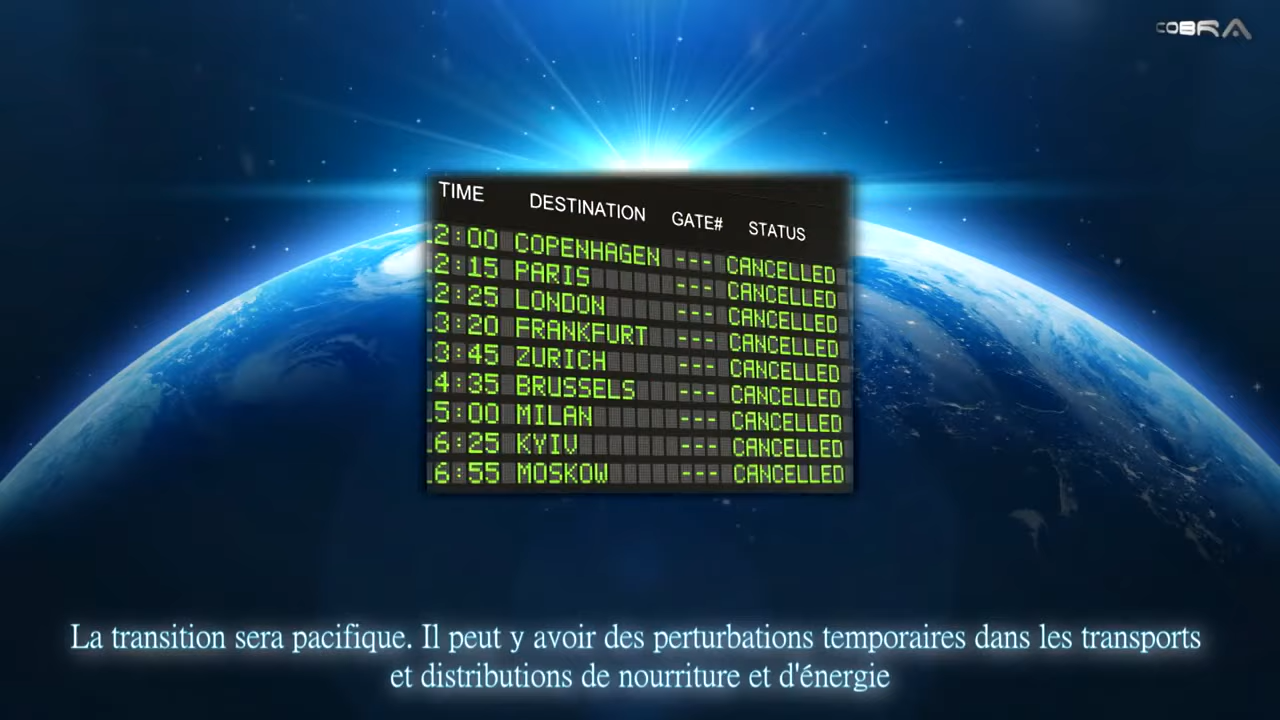 COBRA
TIME DESTINATION GATE# STATUS
2:00 COPENHAGEN --- CANCELLED
2:15 PARIS --- CANCELLED
2:25 LONDON --- CANCELLED
3:20 FRANKFURT --- CANCELLED
3:45 ZURICH --- CANCELLED
4:35 BRUSSELS --- CANCELLED
5:00 MILAN --- CANCELLED
6:25 KYIV --- CANCELLED
6:55 MOSKOW --- CANCELLED
La transition sera pacifique. Il peut y avoir des perturbations temporaires dans les transports
et distributions de nourriture et d'énergie